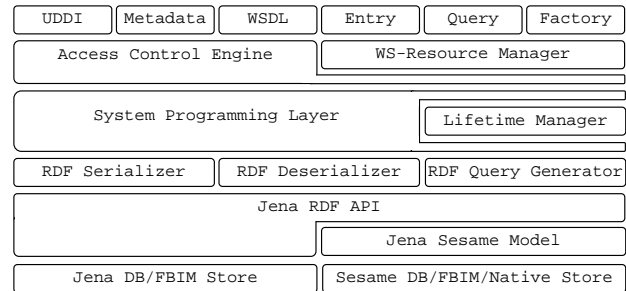 UDDI Metadata WSDL Entry Query Factory
Access Control Engine WS-Resource Manager
System Programming Layer Lifetime Manager
RDF Serializer RDF Deserializer RDF Query Generator
Jena RDF API
Jena Sesame Model
Jena DB/FBIM Store Sesame DB/FBIM/Native Store